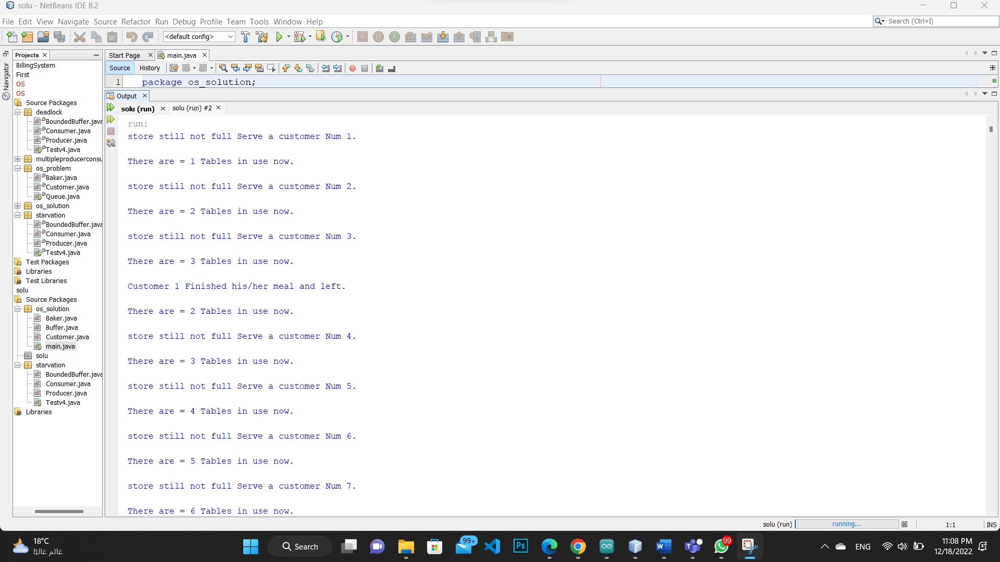 solu - NetBeans IDE 8.2
File Edit View Navigate Source Refactor Run Debug Profile Team Tools Window Help
Search (Ctrl+I)
<default config>
Projects
Navigator
BillingSystem
First
OS
OS
Source Packages
deadlock
BoundedBuffer.java
Consumer.java
Producer.java
Testv4.java
multipleproducerconsu
os_problem
Baker.java
Customer.java
Queue.java
os_solution
starvation
BoundedBuffer.java
Consumer.java
Producer.java
Testv4.java
Test Packages
Libraries
Test Libraries
solu
Source Packages
os_solution
Baker.java
Buffer.java
Customer.java
main.java
solu
starvation
BoundedBuffer.java
Consumer.java
Producer.java
Testv4.java
Libraries
Start Page main.java
Source History
1 package os_solution;
Output
solu (run) solu (run) #2
run:
store still not full Serve a customer Num 1.
There are = 1 Tables in use now.
store still not full Serve a customer Num 2.
There are = 2 Tables in use now.
store still not full Serve a customer Num 3.
There are = 3 Tables in use now.
Customer 1 Finished his/her meal and left.
There are = 2 Tables in use now.
store still not full Serve a customer Num 4.
There are = 3 Tables in use now.
store still not full Serve a customer Num 5.
There are = 4 Tables in use now.
store still not full Serve a customer Num 6.
There are = 5 Tables in use now.
store still not full Serve a customer Num 7.
There are = 6 Tables in use now.
solu (run) running... 1:1 INS
18°C
غائم غالبًا
Search
99+
Ps
99
ENG
11:08 PM
12/18/2022